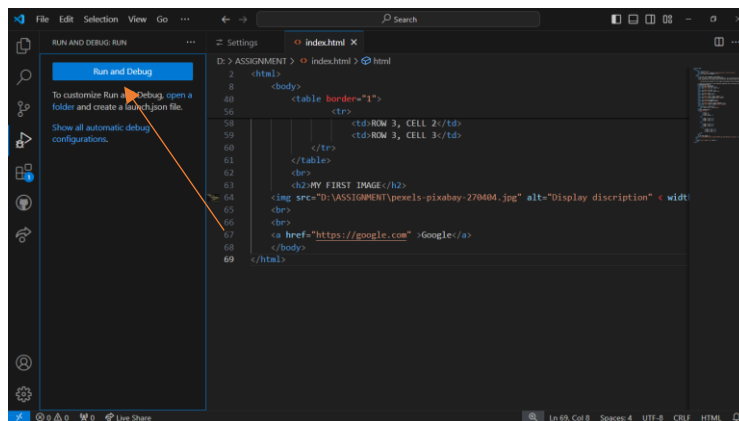 File Edit Selection View Go ··· Search
RUN AND DEBUG: RUN ···
Settings index.html
Run and Debug
To customize Run and Debug, open a
folder and create a launch.json file.
Show all automatic debug
configurations.
D: > ASSIGNMENT > index.html > html
2 <html>
8 <body>
40 <table border="1">
56 <tr>
58 <td>ROW 3, CELL 2</td>
59 <td>ROW 3, CELL 3</td>
60 </tr>
61 </table>
62 <br>
63 <h2>MY FIRST IMAGE</h2>
64 <img src="D:\ASSIGNMENT\pexels-pixabay-270404.jpg" alt="Display discription" < widt
65 <br>
66 <br>
67 <a href="https://google.com" >Google</a>
68 </body>
69 </html>
0 0 0 Live Share Ln 69, Col 8 Spaces: 4 UTF-8 CRLF HTML